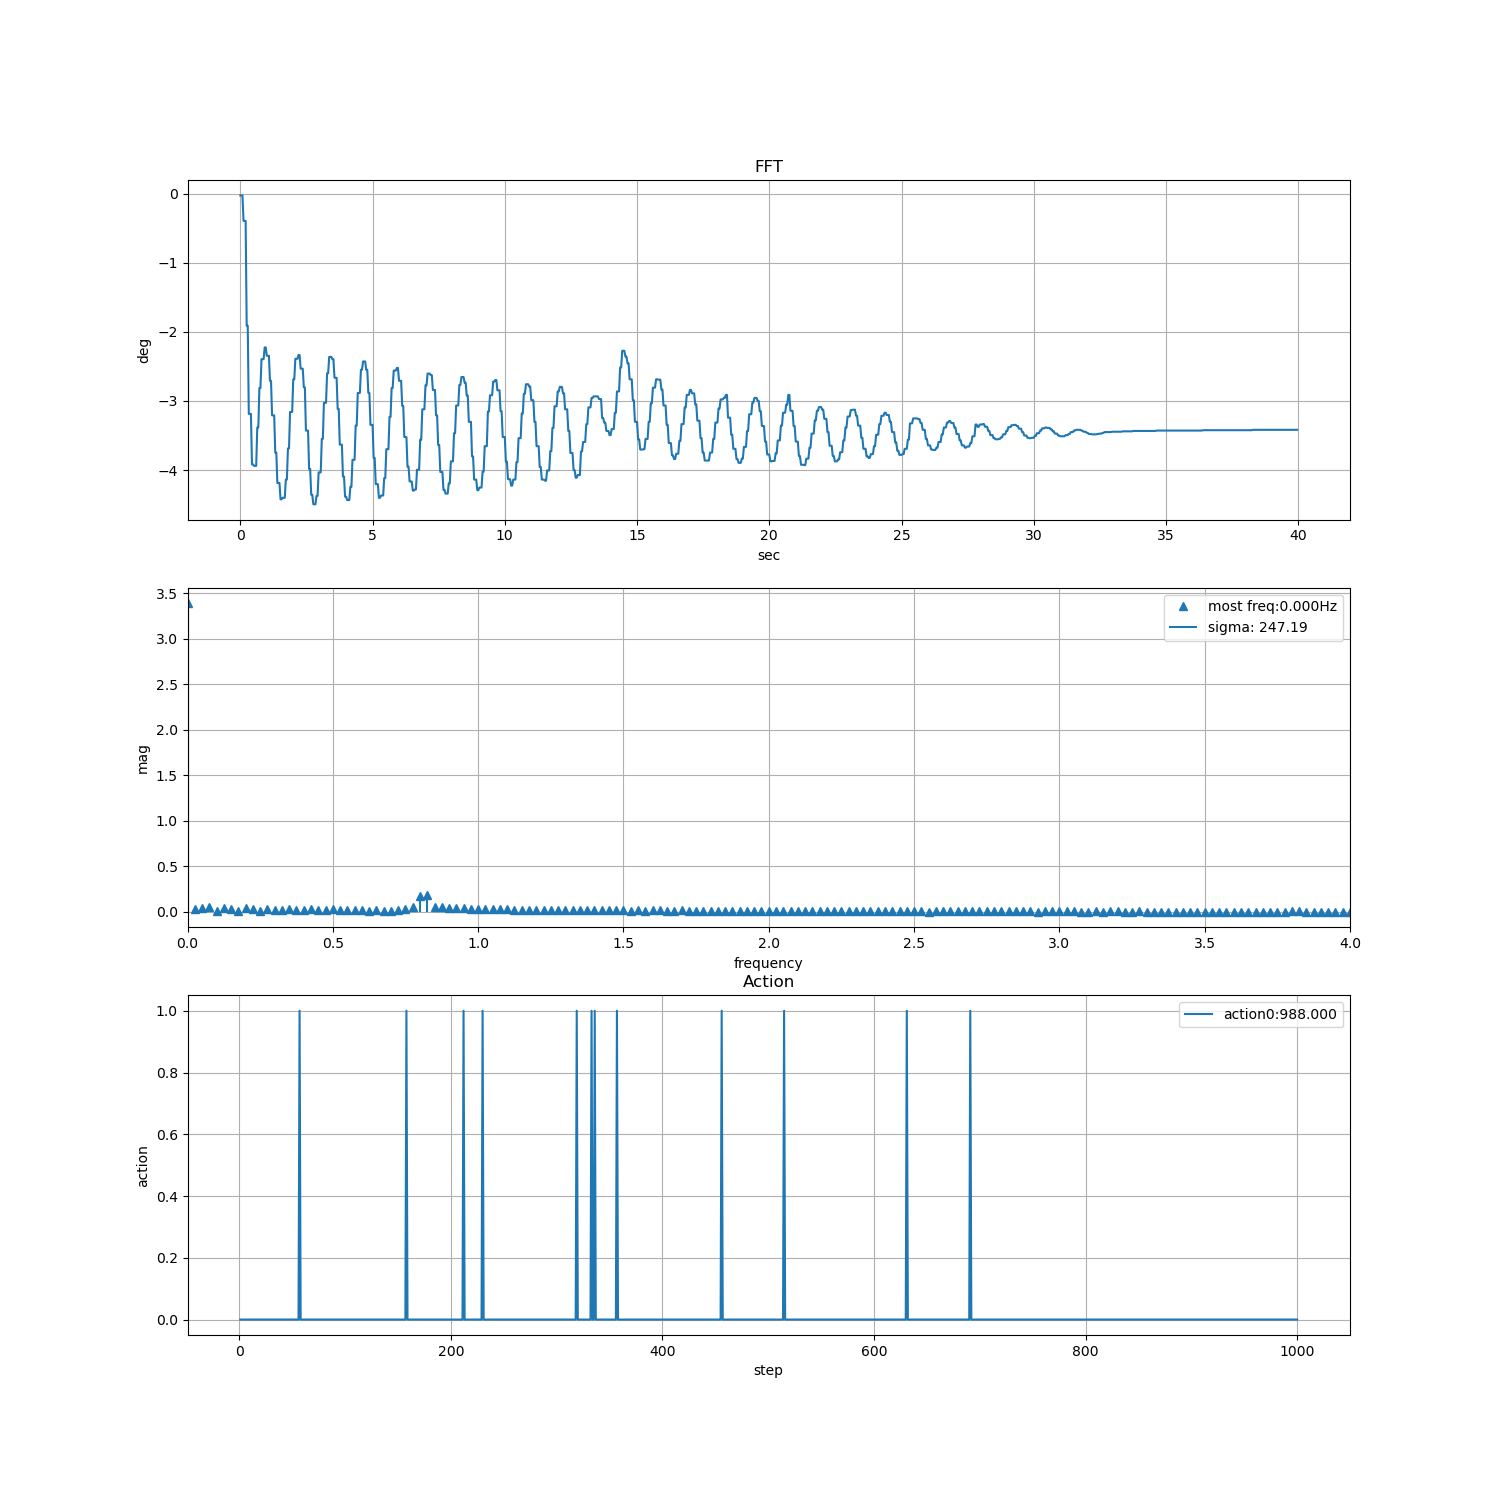 FFT
0
−1
−2
−3
−4
deg
0 5 10 15 20 25 30 35 40
sec
3.5
3.0
2.5
2.0
1.5
1.0
0.5
0.0
mag
most freq:0.000Hz
sigma: 247.19
0.0 0.5 1.0 1.5 2.0 2.5 3.0 3.5 4.0
frequency
Action
1.0
0.8
0.6
0.4
0.2
0.0
action
action0:988.000
0 200 400 600 800 1000
step